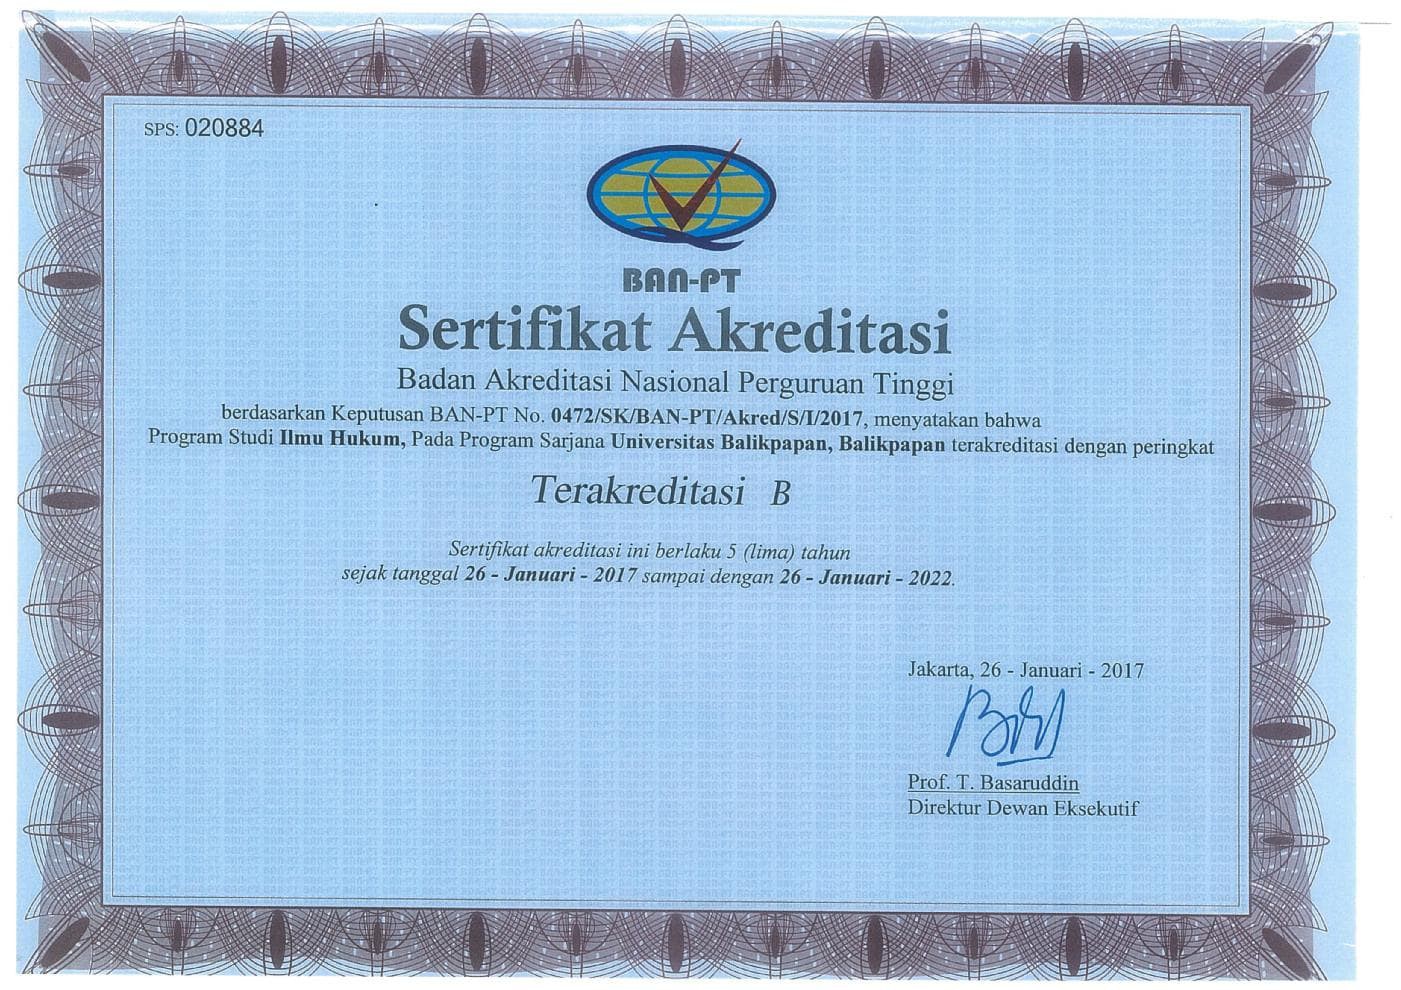 SPS: 020884
BAN-PT
Sertifikat Akreditasi
Badan Akreditasi Nasional Perguruan Tinggi
berdasarkan Keputusan BAN-PT No. 0472/SK/BAN-PT/Akred/S/I/2017, menyatakan bahwa
Program Studi Ilmu Hukum, Pada Program Sarjana Universitas Balikpapan, Balikpapan terakreditasi dengan peringkat
Terakreditasi B
Sertifikat akreditasi ini berlaku 5 (lima) tahun
sejak tanggal 26 - Januari - 2017 sampai dengan 26 - Januari - 2022.
Jakarta, 26 - Januari - 2017
Prof. T. Basaruddin
Direktur Dewan Eksekutif